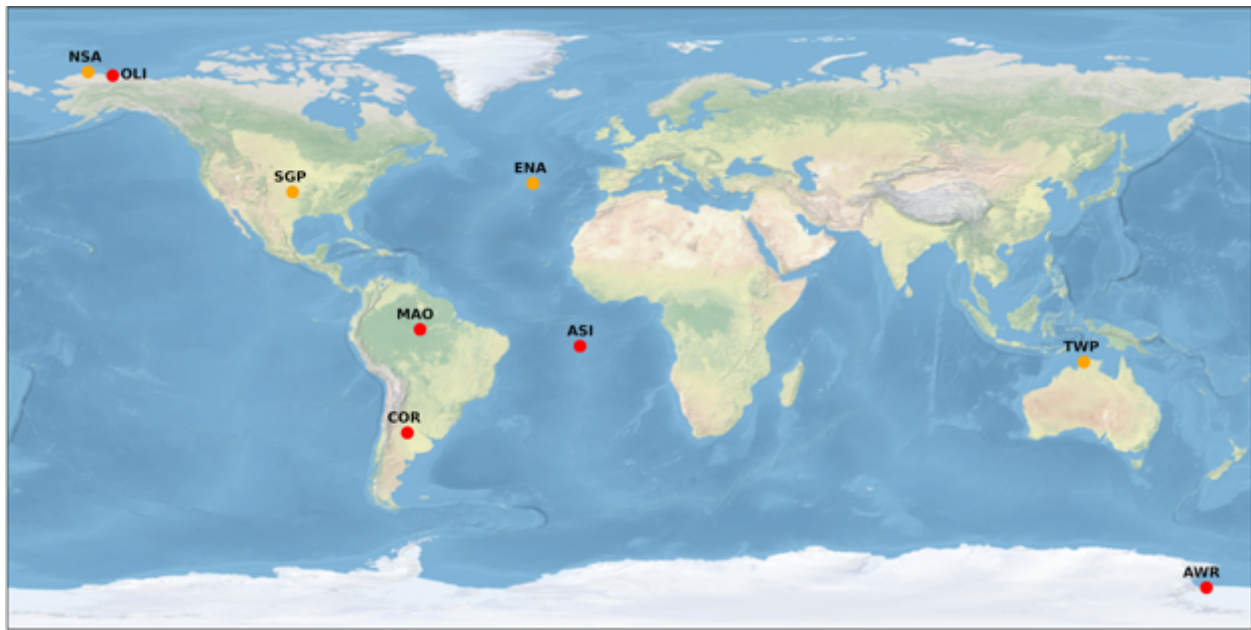 NSA
OLI
ENA
SGP
MAO
ASI
TWP
COR
AWR